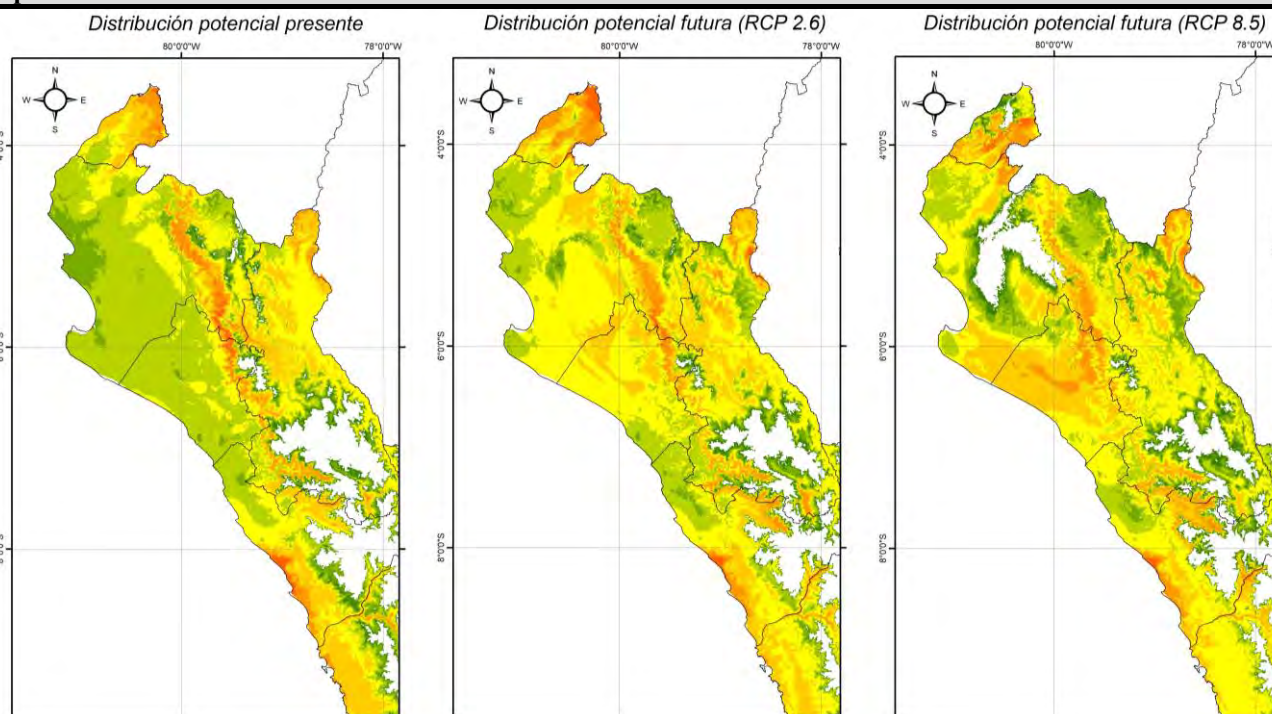 Distribución potencial presente
Distribución potencial futura (RCP 2.6)
Distribución potencial futura (RCP 8.5)
80°0'0"W
78°0'0"W
80°0'0"W
78°0'0"W
80°0'0"W
78°0'0"W
N
W
E
S
N
W
E
S
N
W
E
S
4°0'0"S
4°0'0"S
4°0'0"S
6°0'0"S
6°0'0"S
6°0'0"S
8°0'0"S
8°0'0"S
8°0'0"S